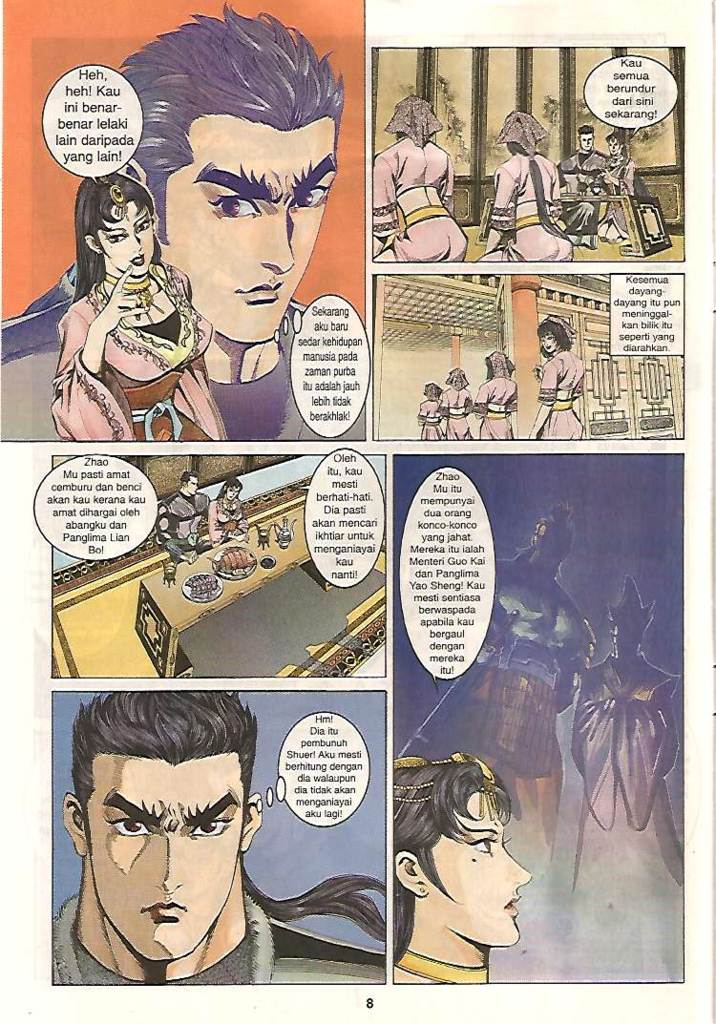 Heh,
heh! Kau
ini benar-
benar lelaki
lain daripada
yang lain!
Sekarang
aku baru
sedar kehidupan
manusia pada
zaman purba
itu adalah jauh
lebih tidak
berakhlak!
Kau
semua
berundur
dari sini
sekarang!
Kesemua
dayang-
dayang itu pun
meninggal-
kan bilik itu
seperti yang
diarahkan.
Zhao
Mu pasti amat
cemburu dan benci
akan kau kerana kau
amat dihargai oleh
abangku dan
Panglima Lian
Bo!
Oleh
itu, kau
mesti
berhati-hati.
Dia pasti
akan mencari
ikhtiar untuk
menganiayai
kau
nanti!
Zhao
Mu itu
mempunyai
dua orang
konco-konco
yang jahat.
Mereka itu ialah
Menteri Guo Kai
dan Panglima
Yao Sheng! Kau
mesti sentiasa
berwaspada
apabila kau
bergaul
dengan
mereka
itu!
Hm!
Dia itu
pembunuh
Shuer! Aku mesti
berhitung dengan
dia walaupun
dia tidak akan
menganiayai
aku lagi!
8